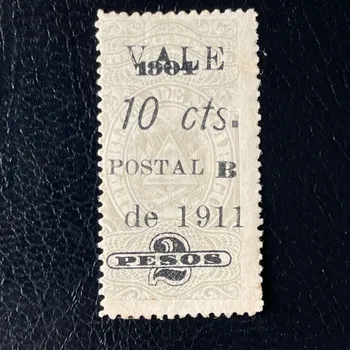 VALE
1904
10 cts.
POSTAL B
de 1911
2
PESOS